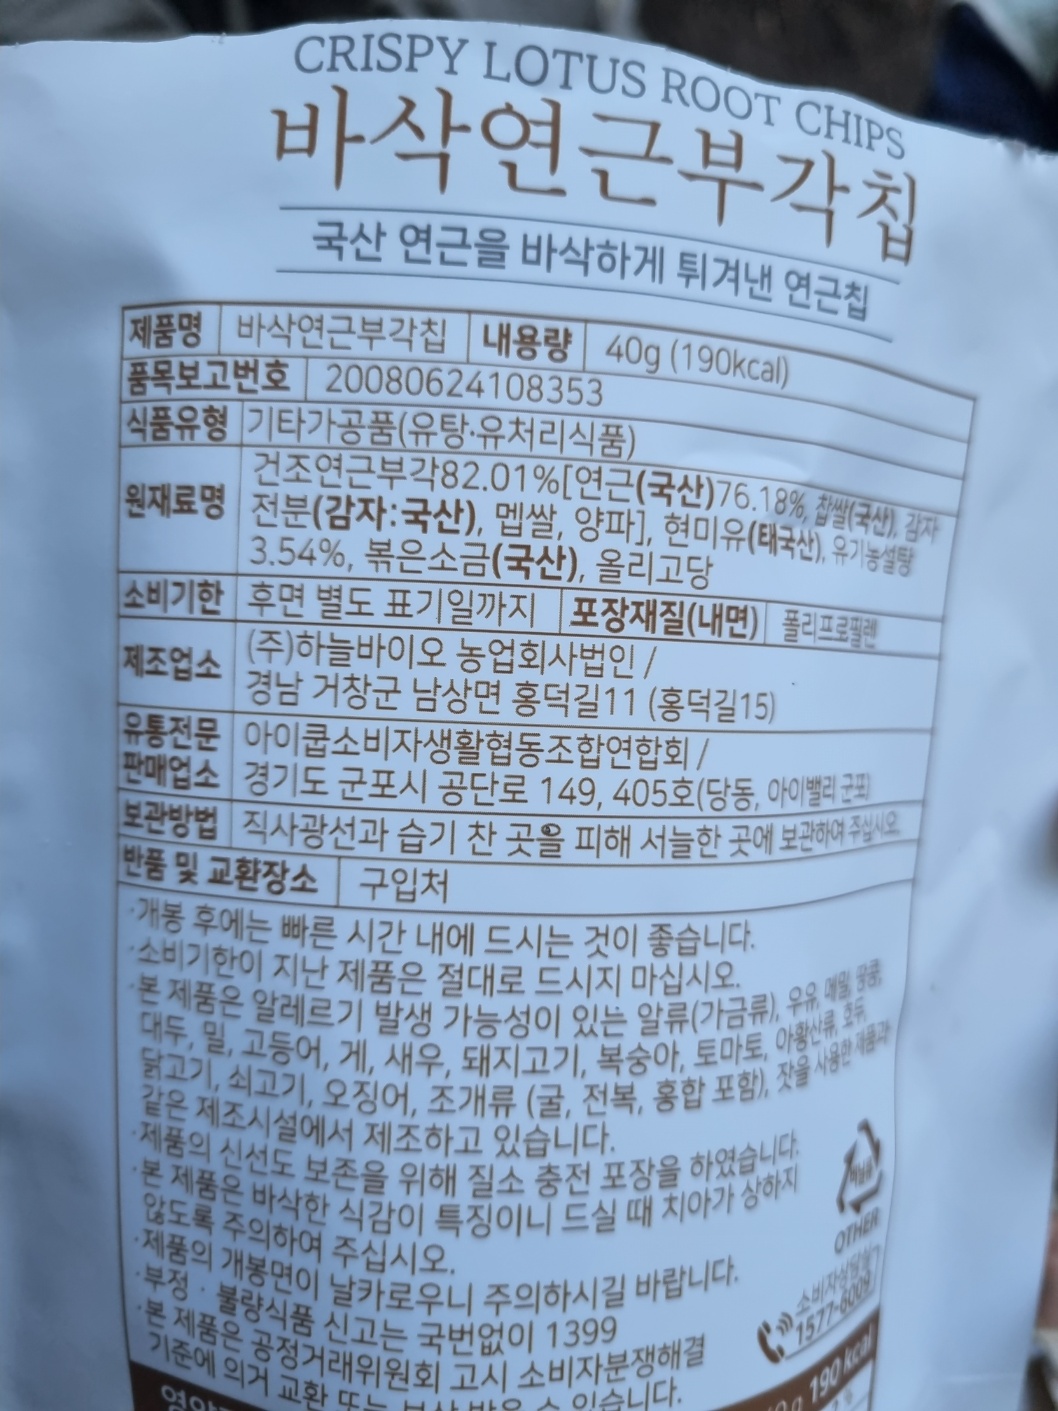 CRISPY LOTUS ROOT CHIPS
바삭연근부각칩
국산 연근을 바삭하게 튀겨낸 연근칩
제품명 바삭연근부각칩 내용량 40g (190kcal)
품목보고번호 20080624108353
식품유형 기타가공품(유탕·유처리식품)
원재료명 건조연근부각82.01%[연근(국산)76.18%, 찹쌀(국산), 감자
전분(감자:국산), 멥쌀, 양파], 현미유(태국산), 유기농설탕
3.54%, 볶은소금(국산), 올리고당
소비기한 후면 별도 표기일까지 포장재질(내면) 폴리프로필렌
제조업소 (주)하늘바이오 농업회사법인 /
경남 거창군 남상면 홍덕길11 (홍덕길15)
유통전문 판매업소 아이쿱소비자생활협동조합연합회 /
경기도 군포시 공단로 149, 405호(당동, 아이밸리 군포)
보관방법 직사광선과 습기 찬 곳을 피해 서늘한 곳에 보관하여 주십시오.
반품 및 교환장소 구입처
·개봉 후에는 빠른 시간 내에 드시는 것이 좋습니다.
·소비기한이 지난 제품은 절대로 드시지 마십시오.
·본 제품은 알레르기 발생 가능성이 있는 알류(가금류), 우유, 메밀, 땅콩,
대두, 밀, 고등어, 게, 새우, 돼지고기, 복숭아, 토마토, 아황산류, 호두,
닭고기, 쇠고기, 오징어, 조개류 (굴, 전복, 홍합 포함), 잣을 사용한 제품과
같은 제조시설에서 제조하고 있습니다.
·제품의 신선도 보존을 위해 질소 충전 포장을 하였습니다.
·본 제품은 바삭한 식감이 특징이니 드실 때 치아가 상하지
않도록 주의하여 주십시오.
·제품의 개봉면이 날카로우니 주의하시길 바랍니다.
·부정·불량식품 신고는 국번없이 1399
·본 제품은 공정거래위원회 고시 소비자분쟁해결
기준에 의거 교환 또는 보상 받을 수 있습니다.
OTHER
소비자상담실
190 kcal